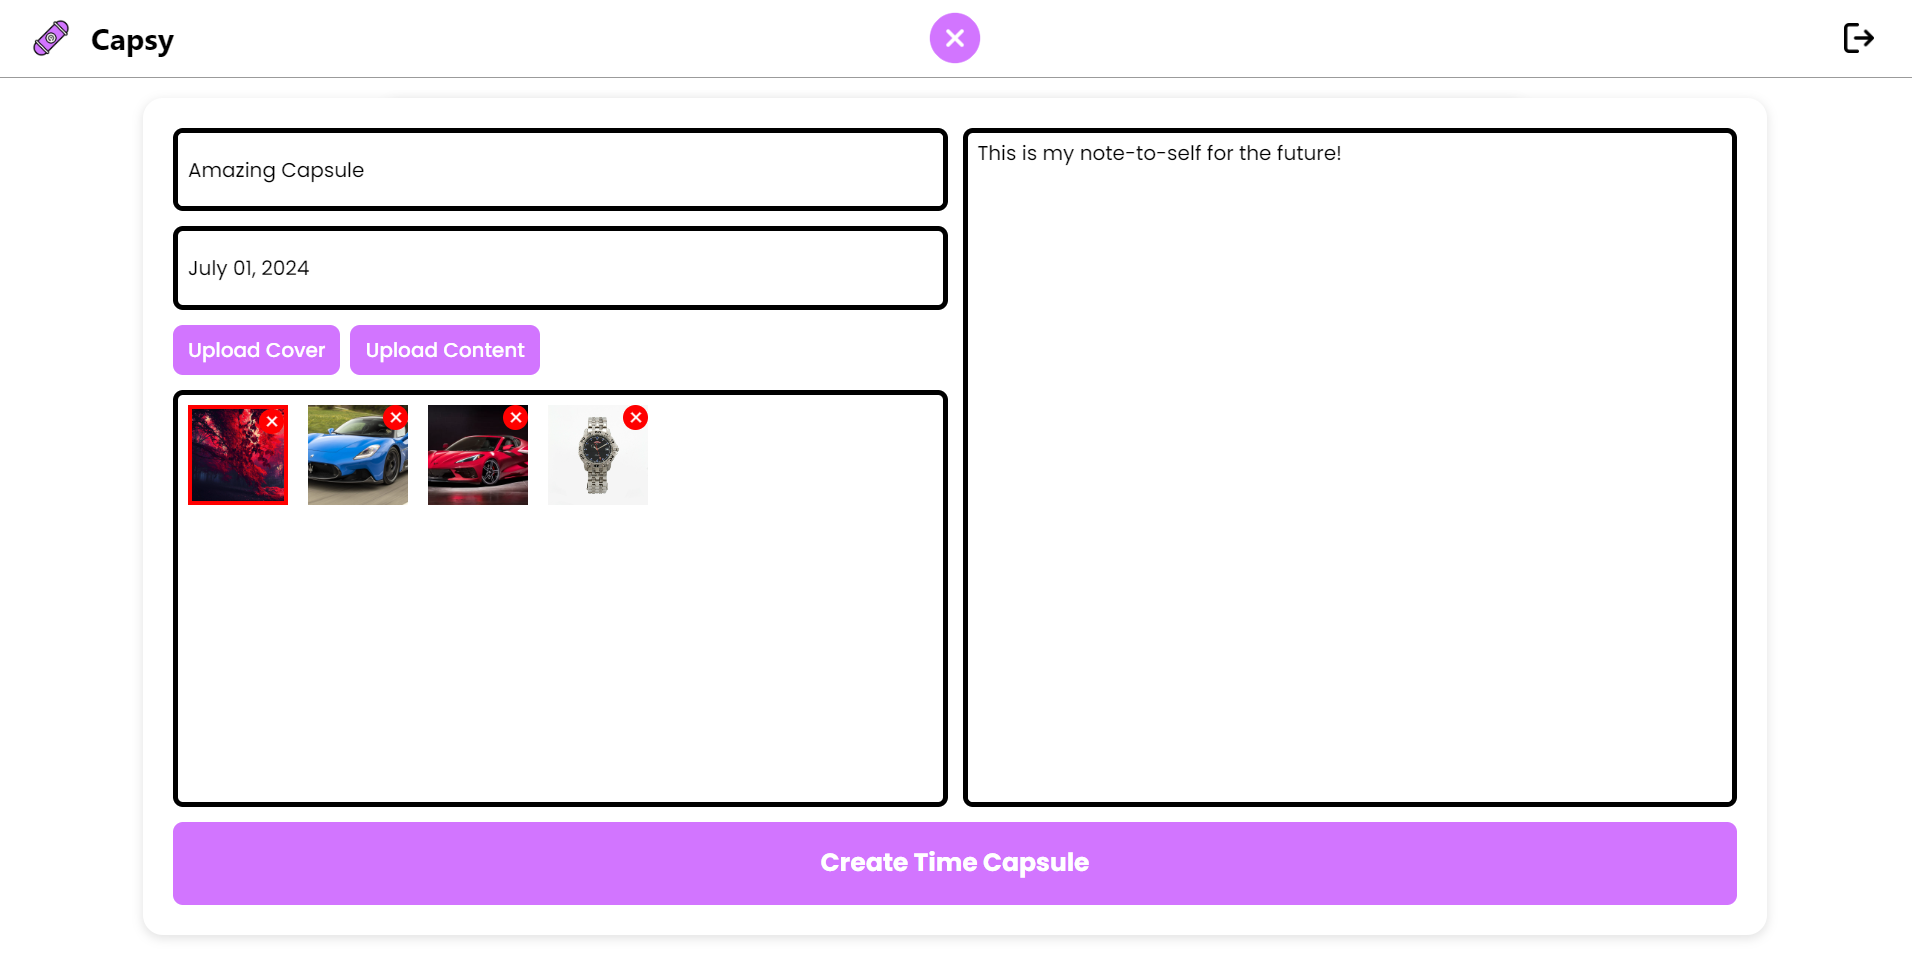 Capsy
Amazing Capsule
July 01, 2024
Upload Cover
Upload Content
This is my note-to-self for the future!
Create Time Capsule